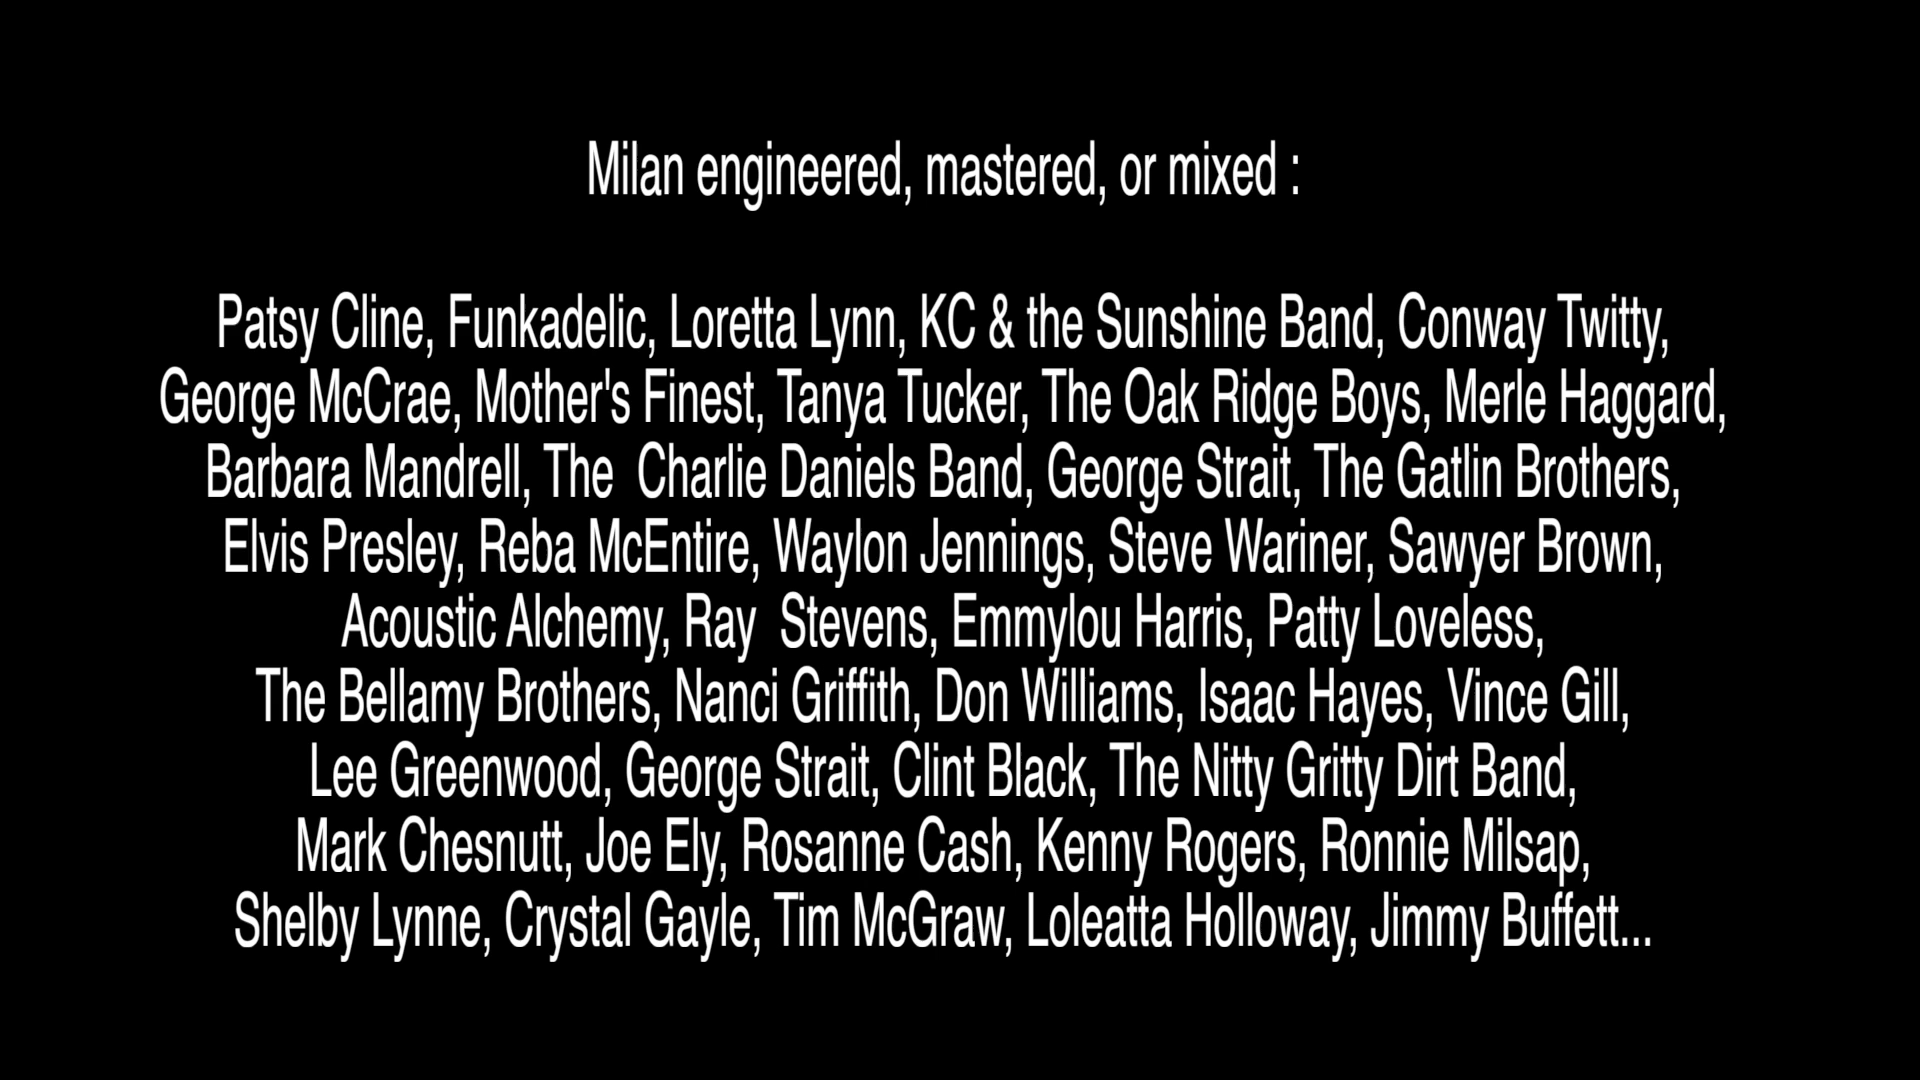 Milan engineered, mastered, or mixed :
Patsy Cline, Funkadelic, Loretta Lynn, KC & the Sunshine Band, Conway Twitty,
George McCrae, Mother's Finest, Tanya Tucker, The Oak Ridge Boys, Merle Haggard,
Barbara Mandrell, The  Charlie Daniels Band, George Strait, The Gatlin Brothers,
Elvis Presley, Reba McEntire, Waylon Jennings, Steve Wariner, Sawyer Brown,
Acoustic Alchemy, Ray  Stevens, Emmylou Harris, Patty Loveless,
The Bellamy Brothers, Nanci Griffith, Don Williams, Isaac Hayes, Vince Gill,
Lee Greenwood, George Strait, Clint Black, The Nitty Gritty Dirt Band,
Mark Chesnutt, Joe Ely, Rosanne Cash, Kenny Rogers, Ronnie Milsap,
Shelby Lynne, Crystal Gayle, Tim McGraw, Loleatta Holloway, Jimmy Buffett...